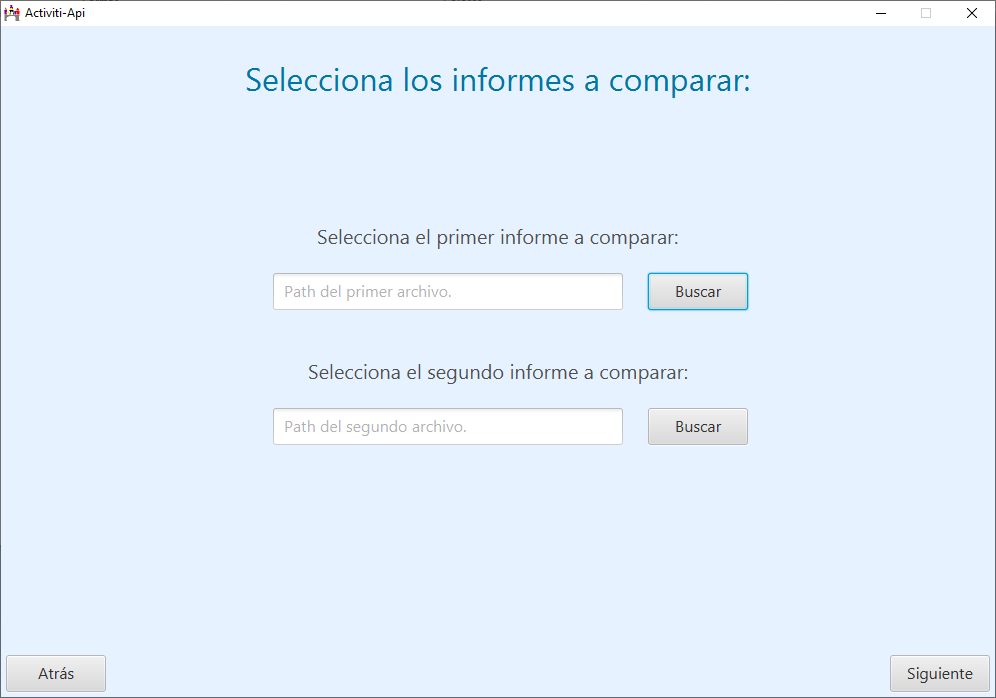 Activiti-Api
Selecciona los informes a comparar:
Selecciona el primer informe a comparar:
Path del primer archivo.
Buscar
Selecciona el segundo informe a comparar:
Path del segundo archivo.
Buscar
Atrás
Siguiente